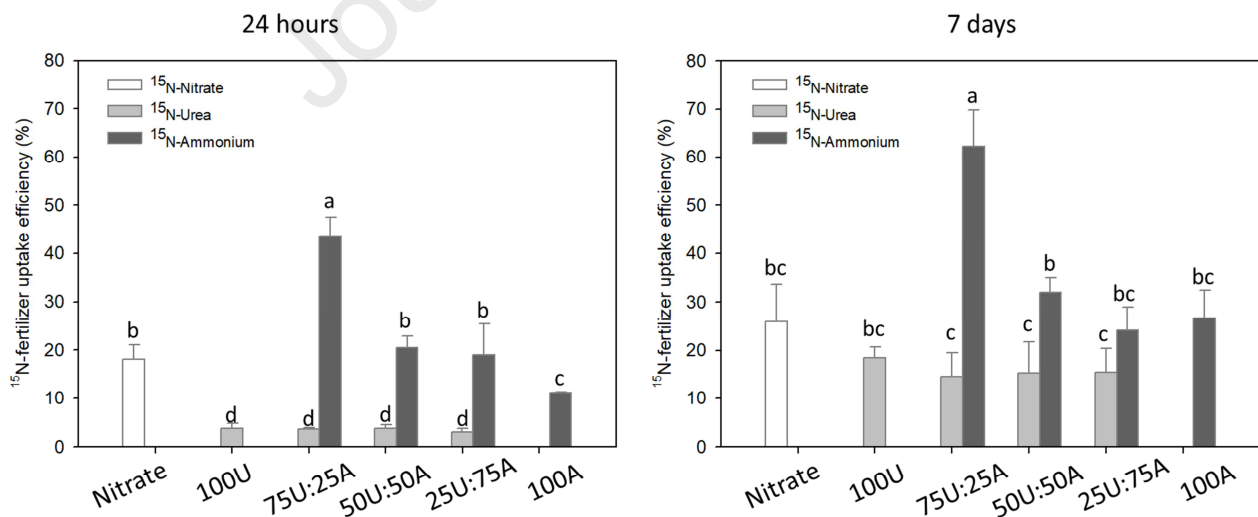 Jou
24 hours
80
70
60
50
40
30
20
10
0
15N-fertilizer uptake efficiency (%)
15N-Nitrate
15N-Urea
15N-Ammonium
b
d
d
a
d
b
d
b
c
Nitrate
100U
75U:25A
50U:50A
25U:75A
100A
7 days
80
70
60
50
40
30
20
10
0
15N-fertilizer uptake efficiency (%)
15N-Nitrate
15N-Urea
15N-Ammonium
bc
bc
c
a
c
b
c
bc
bc
Nitrate
100U
75U:25A
50U:50A
25U:75A
100A